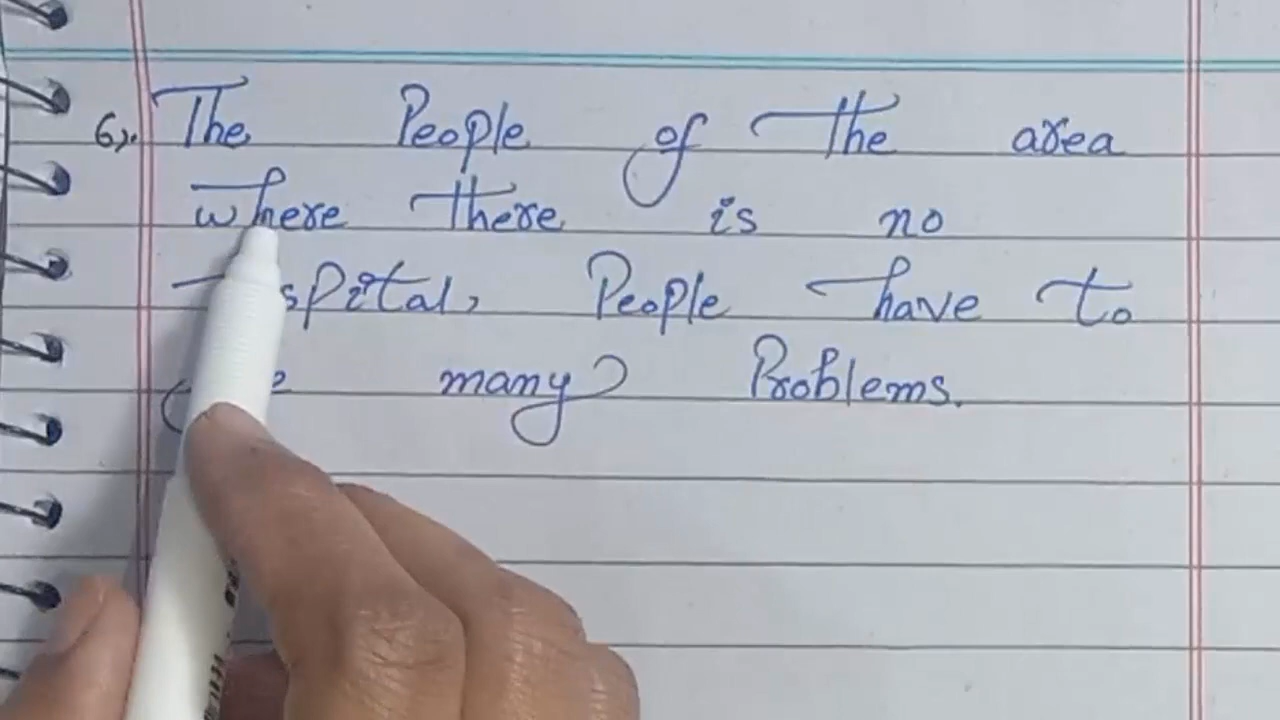 6). The People of the area
where there is no
spital, People have to
many Problems.